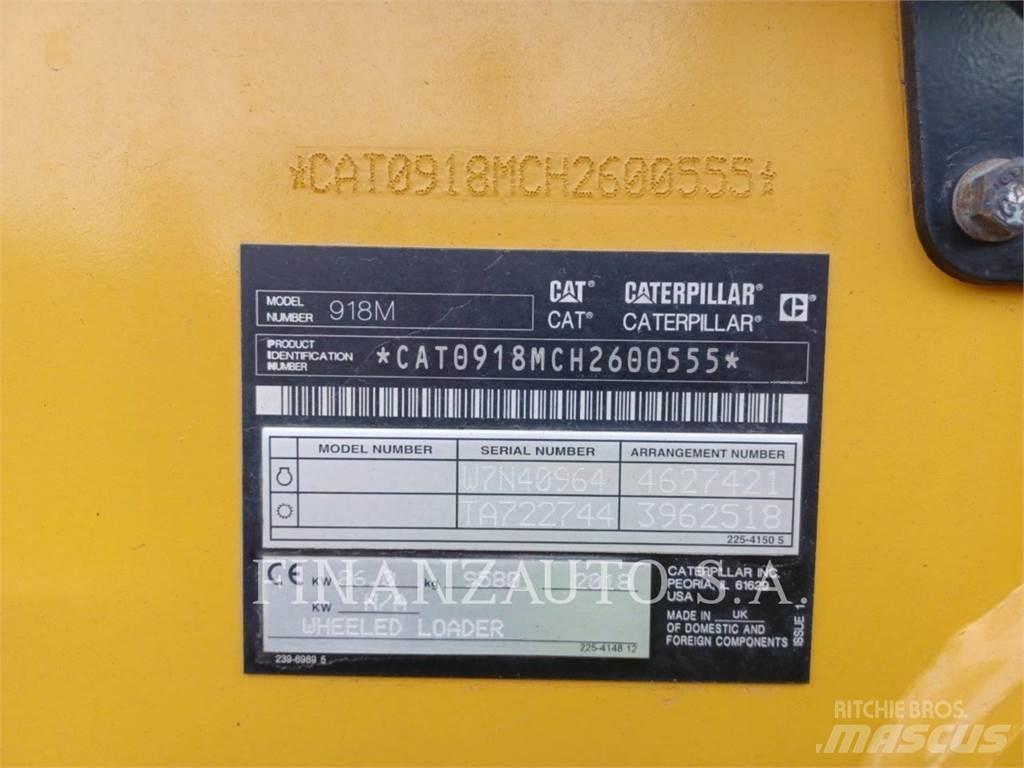 *CAT0918MCH2600555*
MODEL NUMBER 918M
CAT® CATERPILLAR®
CAT® CATERPILLAR®
PRODUCT IDENTIFICATION NUMBER *CAT0918MCH2600555*
MODEL NUMBER SERIAL NUMBER ARRANGEMENT NUMBER
W7N40964 4627421
TA722744 3962518
225-4150 5
CE KW kg 9580 2018
KW N/A
WHEELED LOADER
239-6969 5
225-4148 12
CATERPILLAR INC.
PEORIA, IL 61629
USA
MADE IN UK
OF DOMESTIC AND
FOREIGN COMPONENTS
ISSUE 1.
FINANZAUTO S.A.
RITCHIE BROS.
MASCUS